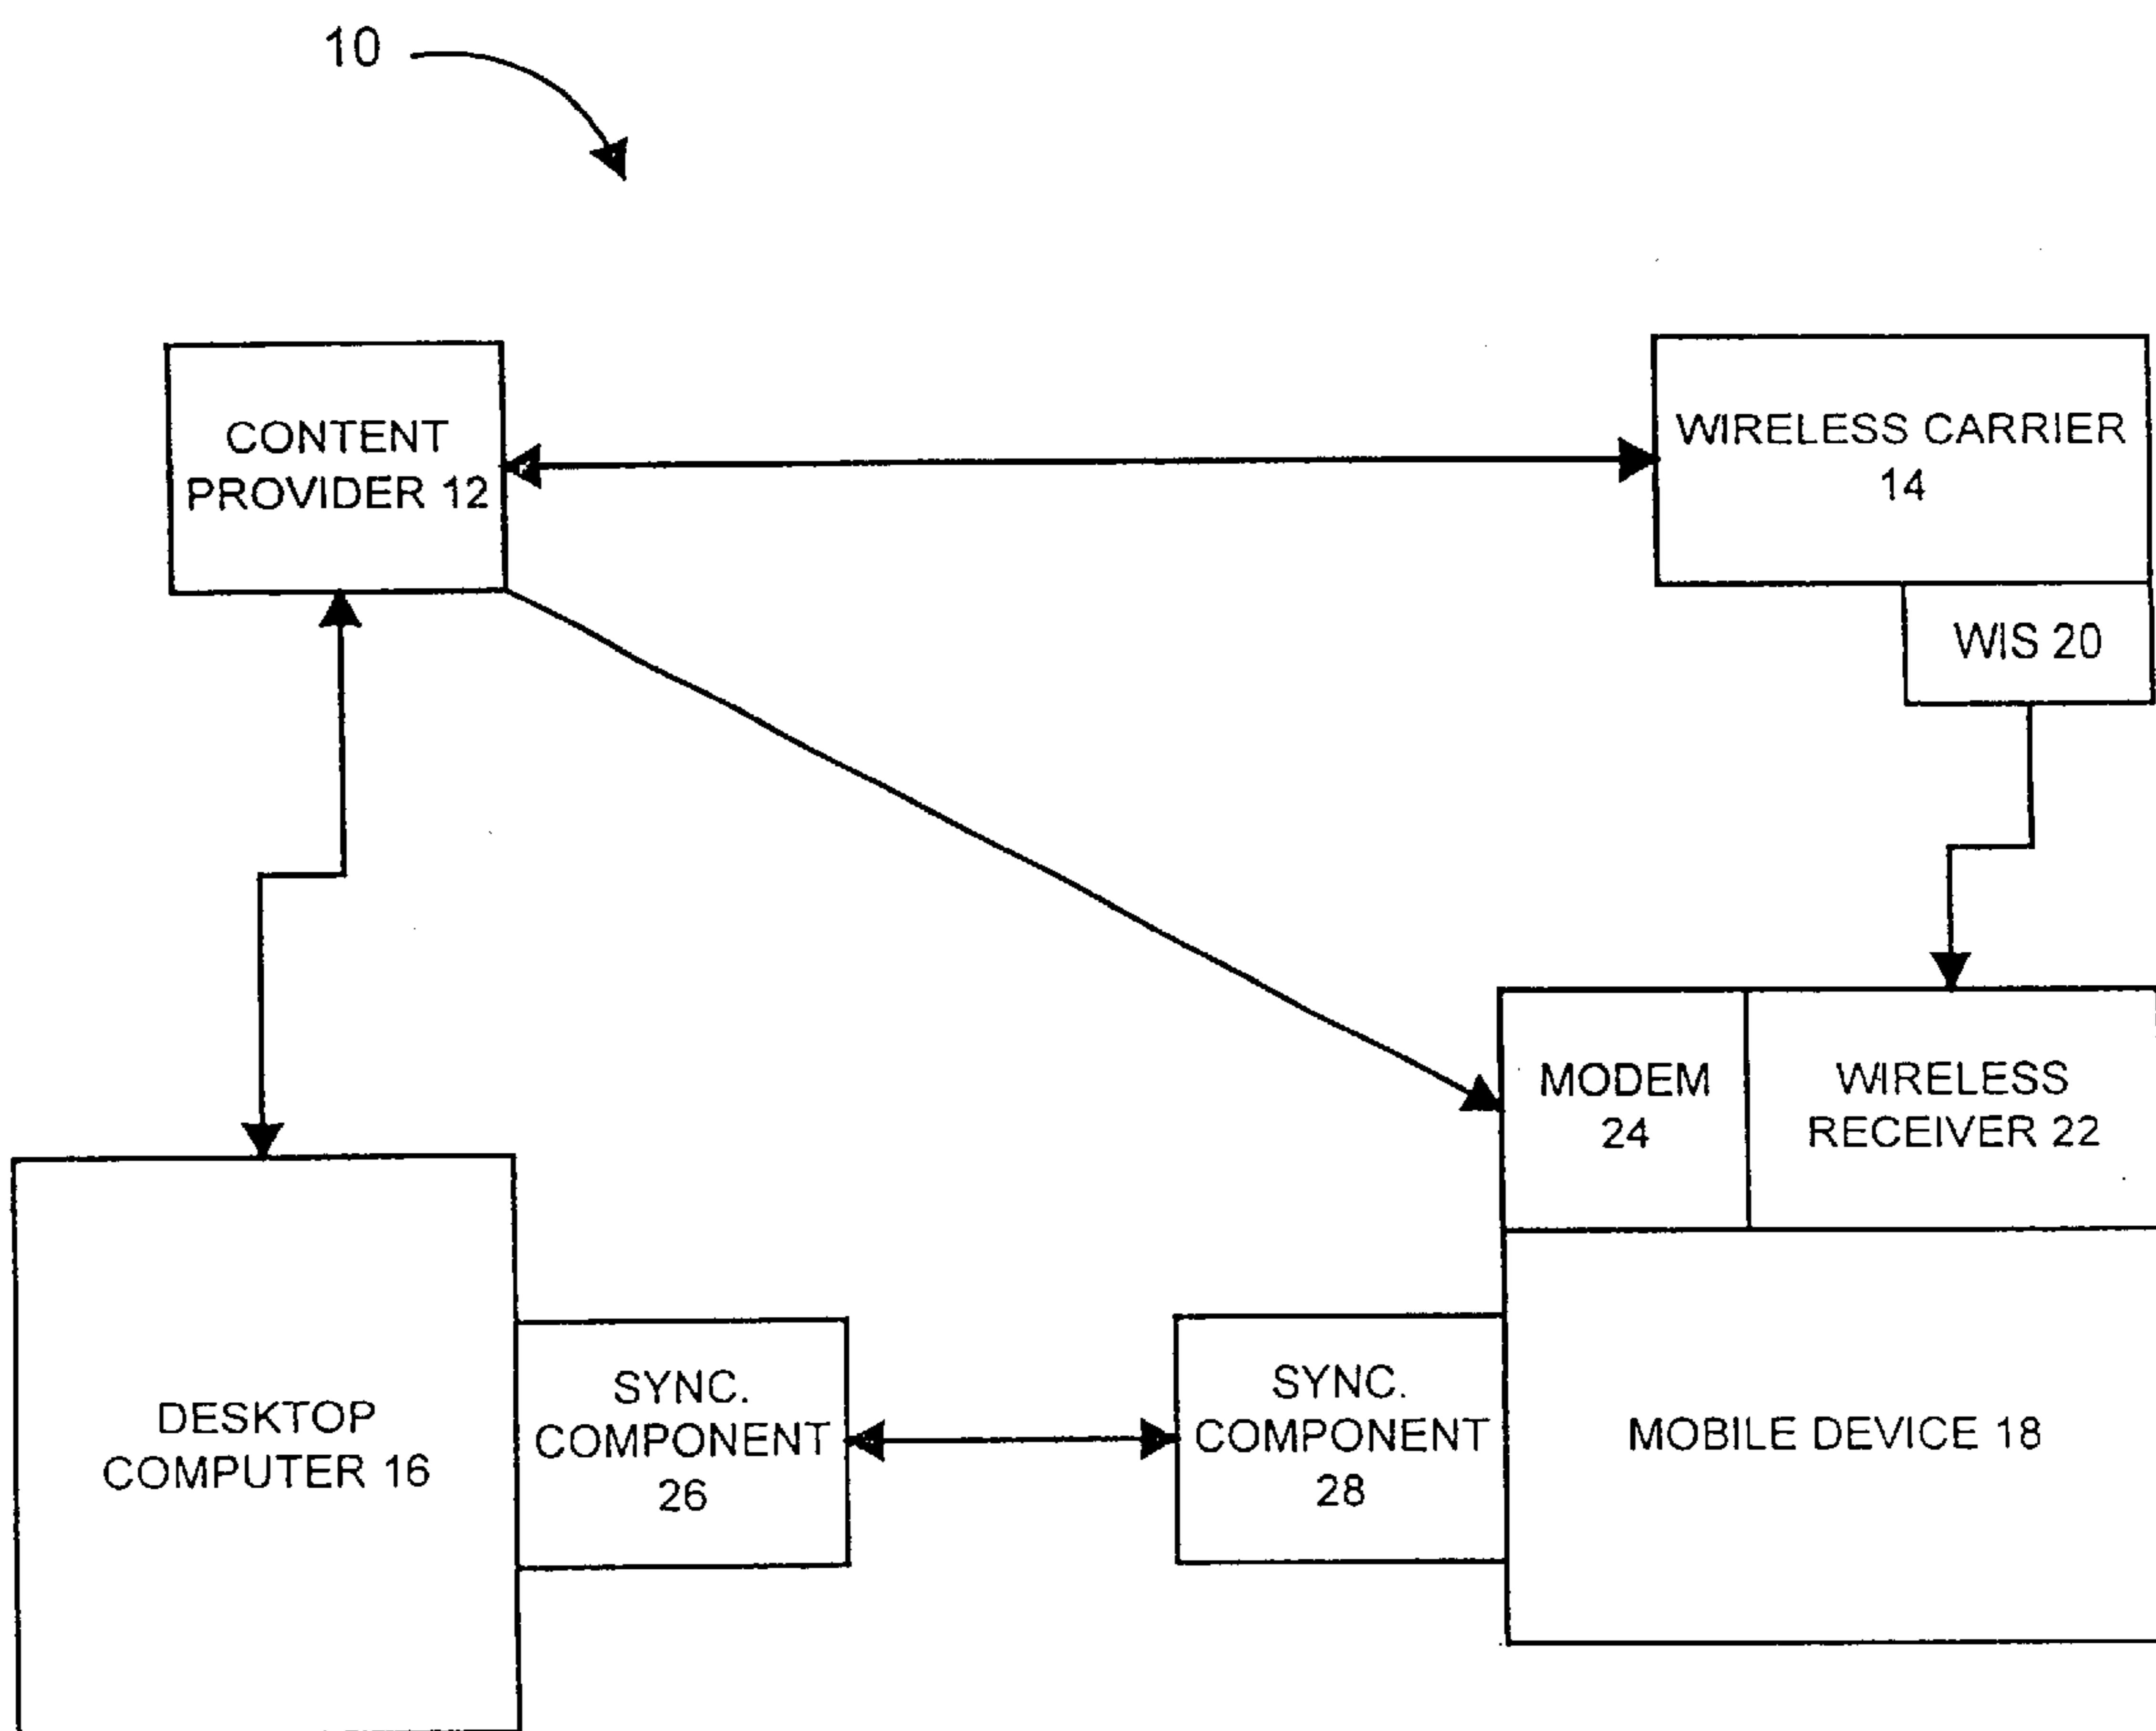 10
CONTENT
PROVIDER 12
WIRELESS CARRIER
14
WIS 20
MODEM
24
WIRELESS
RECEIVER 22
DESKTOP
COMPUTER 16
SYNC.
COMPONENT
26
SYNC.
COMPONENT
28
MOBILE DEVICE 18